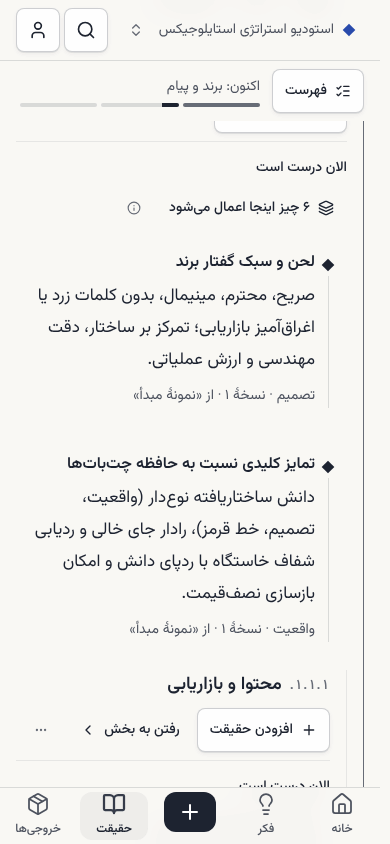 استودیو استراتژی استایلوجیکس
فهرست
اکنون: برند و پیام
الان درست است
۶ چیز اینجا اعمال می‌شود
لحن و سبک گفتار برند
صریح، محترم، مینیمال، بدون کلمات زرد یا
اغراق‌آمیز بازاریابی؛ تمرکز بر ساختار، دقت
مهندسی و ارزش عملیاتی.
تصمیم · نسخهٔ ۱ · از «نمونهٔ مبدأ»
تمایز کلیدی نسبت به حافظه چت‌بات‌ها
دانش ساختاریافته نوع‌دار (واقعیت،
تصمیم، خط قرمز)، رادار جای خالی و ردیابی
شفاف خاستگاه با ردپای دانش و امکان
بازسازی نصف‌قیمت.
واقعیت · نسخهٔ ۱ · از «نمونهٔ مبدأ»
۱.۱.۱. محتوا و بازاریابی
افزودن حقیقت
رفتن به بخش
الان درست است
خانه
فکر
حقیقت
خروجی‌ها